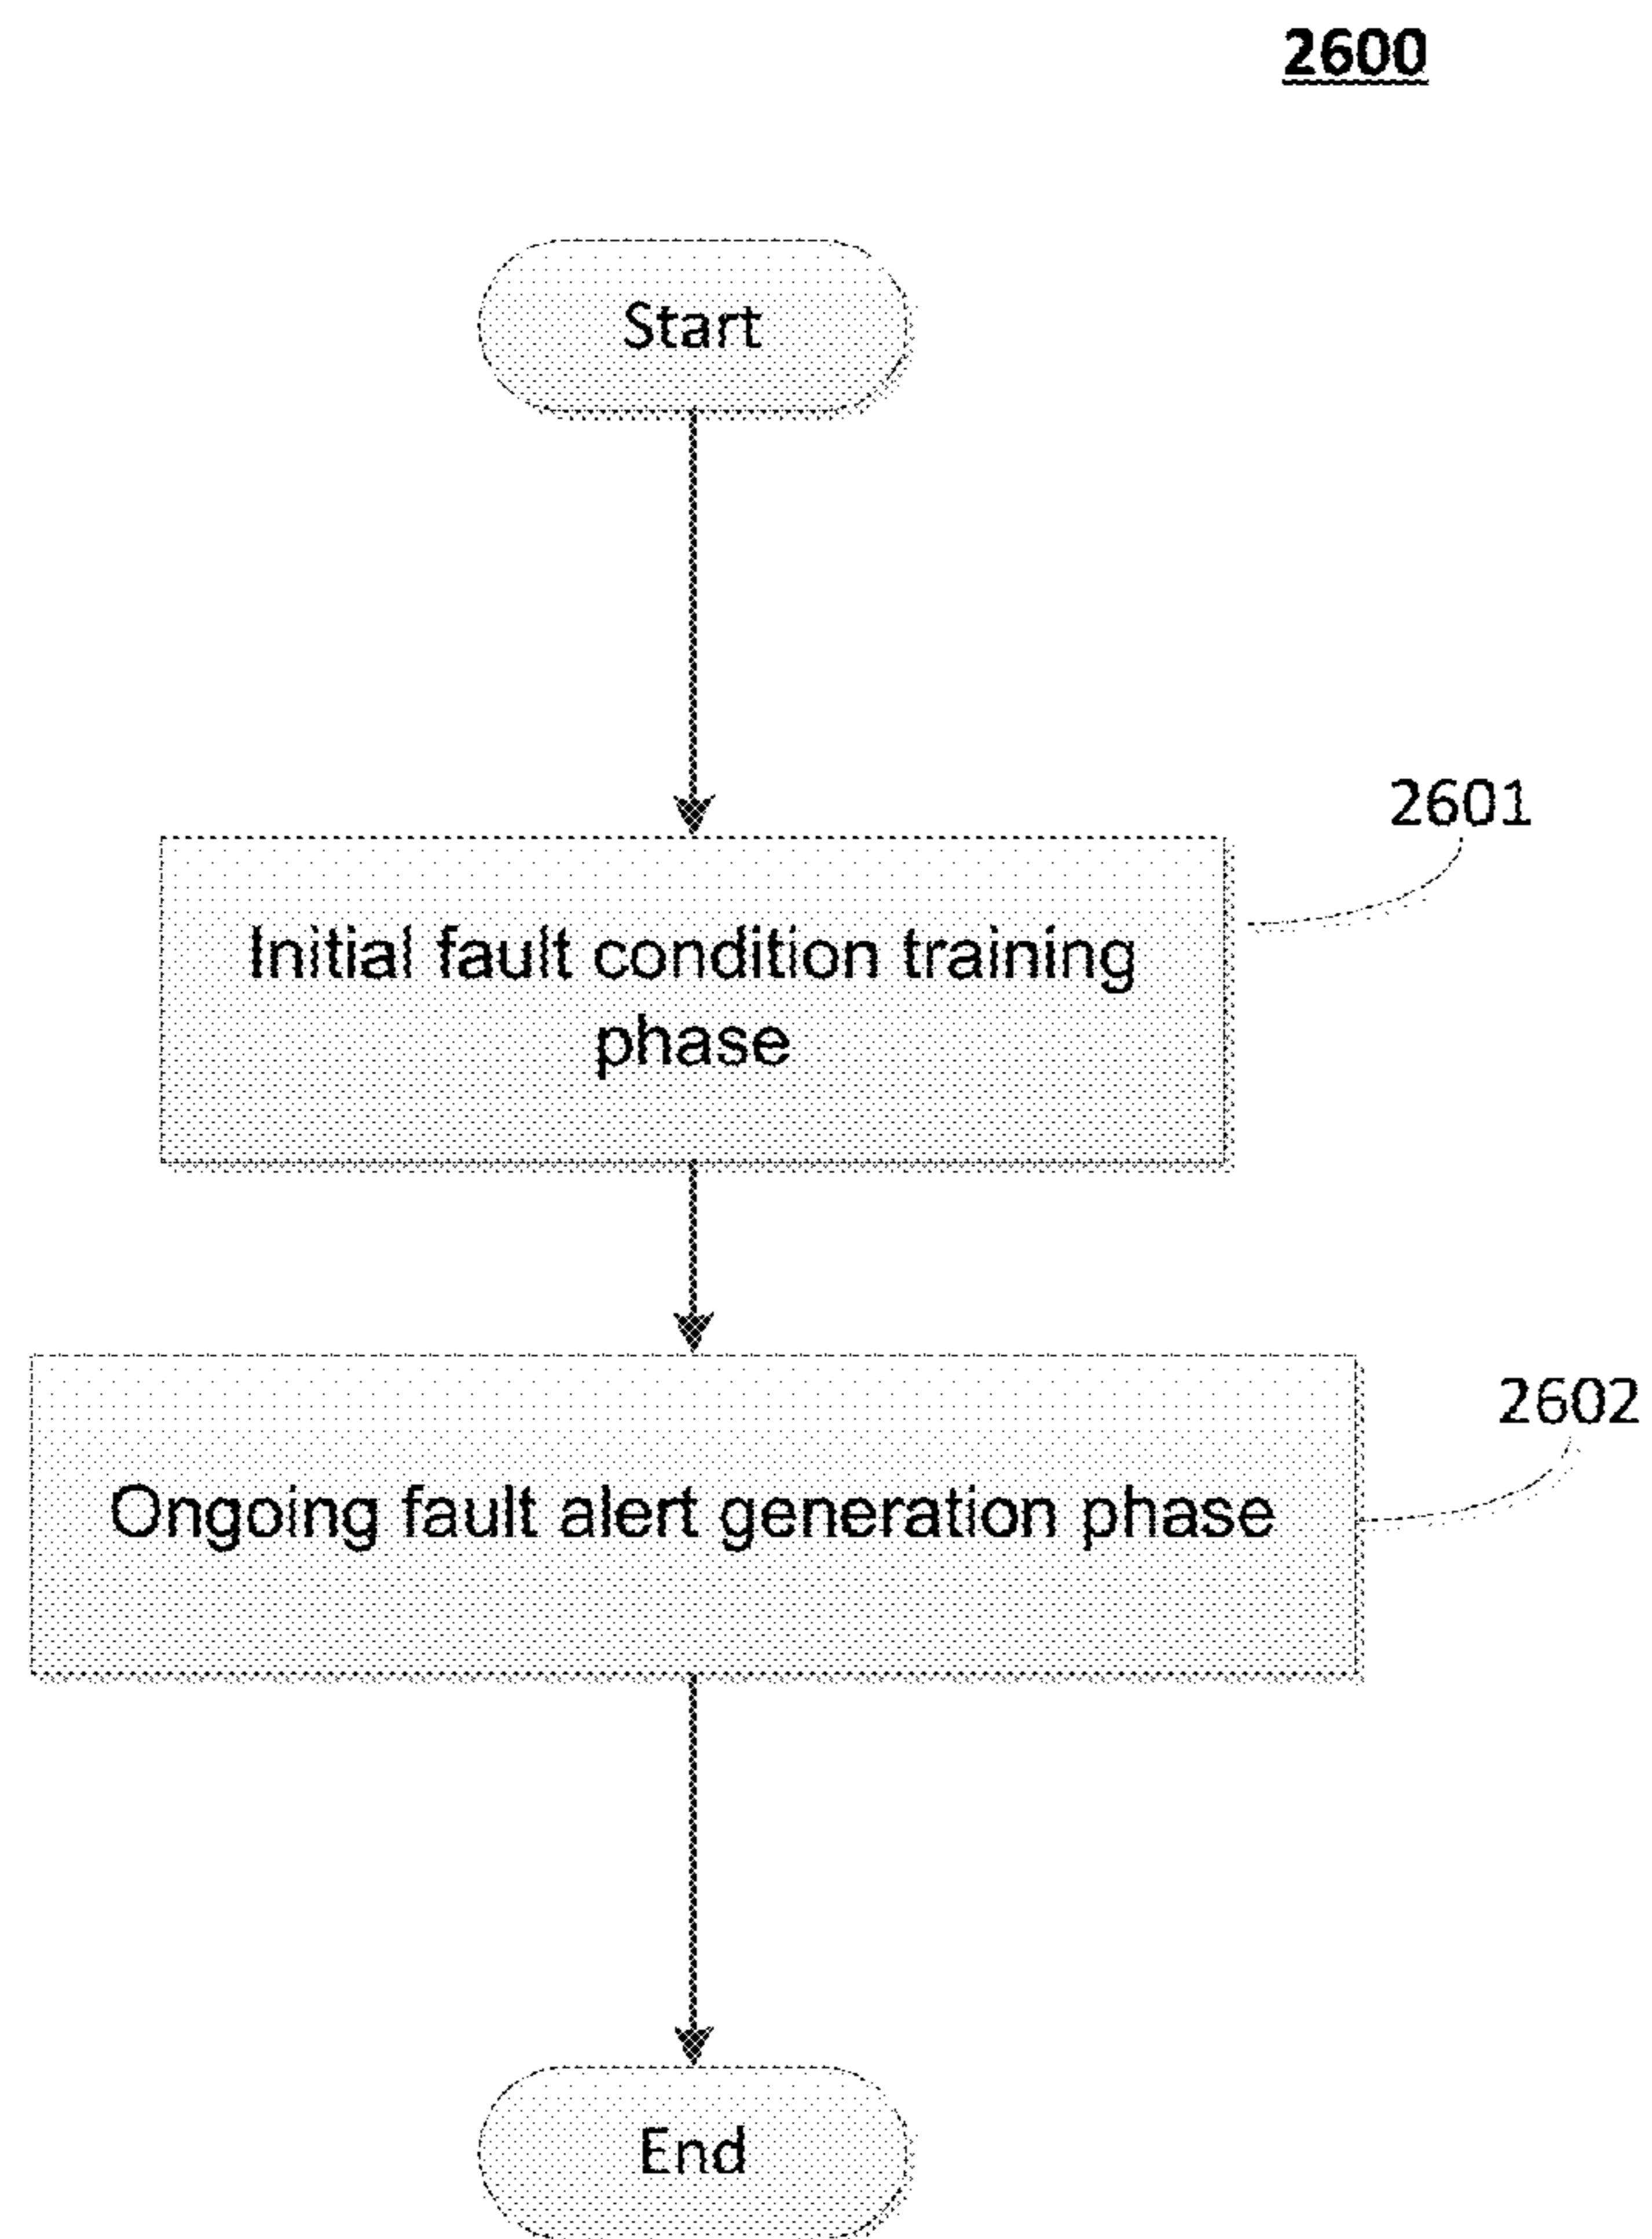 2600
Start
2601
Initial fault condition training
phase
2602
Ongoing fault alert generation phase
End